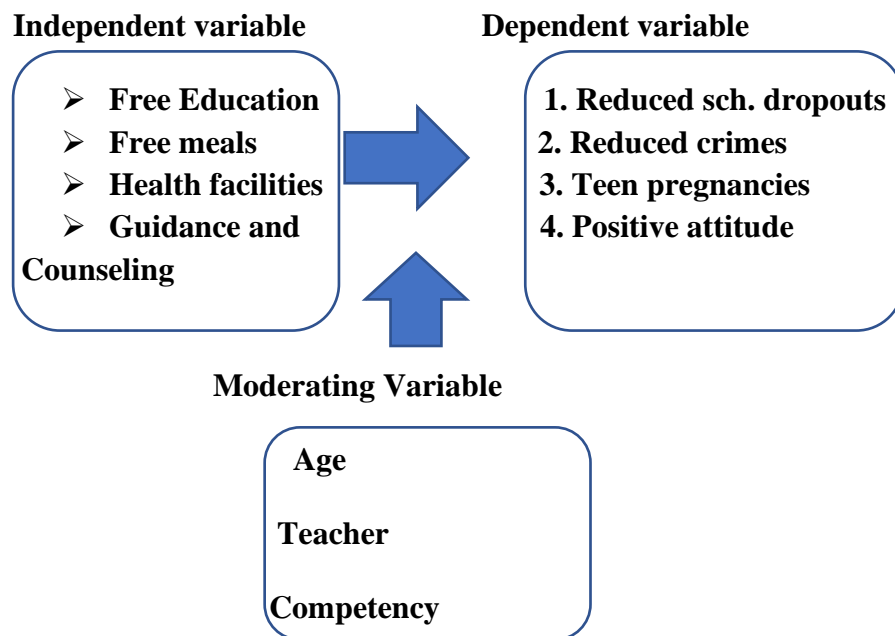 Independent variable
➢ Free Education
➢ Free meals
➢ Health facilities
➢ Guidance and
Counseling
Dependent variable
1. Reduced sch. dropouts
2. Reduced crimes
3. Teen pregnancies
4. Positive attitude
Moderating Variable
Age
Teacher
Competency